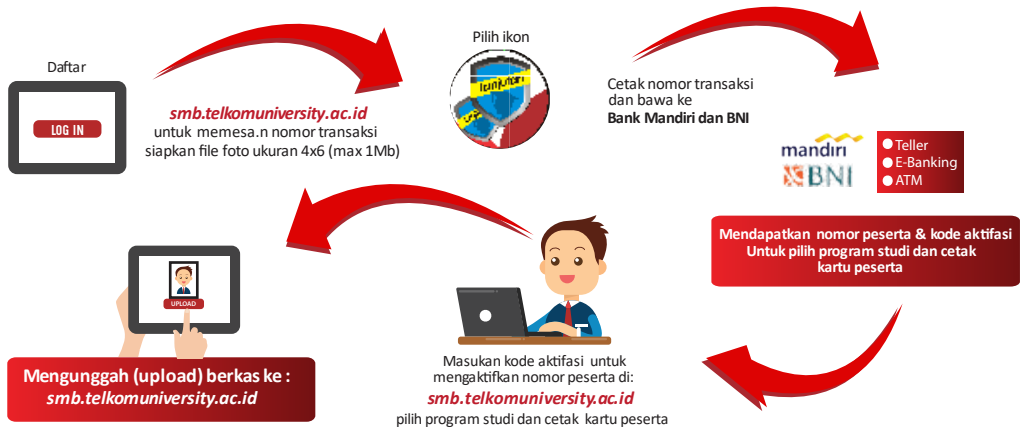 Daftar
LOG IN
smb.telkomuniversity.ac.id
untuk memesa.n nomor transaksi
siapkan file foto ukuran 4x6 (max 1Mb)
Pilih ikon
lanjutan
Cetak nomor transaksi
dan bawa ke
Bank Mandiri dan BNI
mandiri
BNI
Teller
E-Banking
ATM
Mendapatkan nomor peserta & kode aktifasi
Untuk pilih program studi dan cetak
kartu peserta
Masukan kode aktifasi untuk
mengaktifkan nomor peserta di:
smb.telkomuniversity.ac.id
pilih program studi dan cetak kartu peserta
UPLOAD
Mengunggah (upload) berkas ke :
smb.telkomuniversity.ac.id